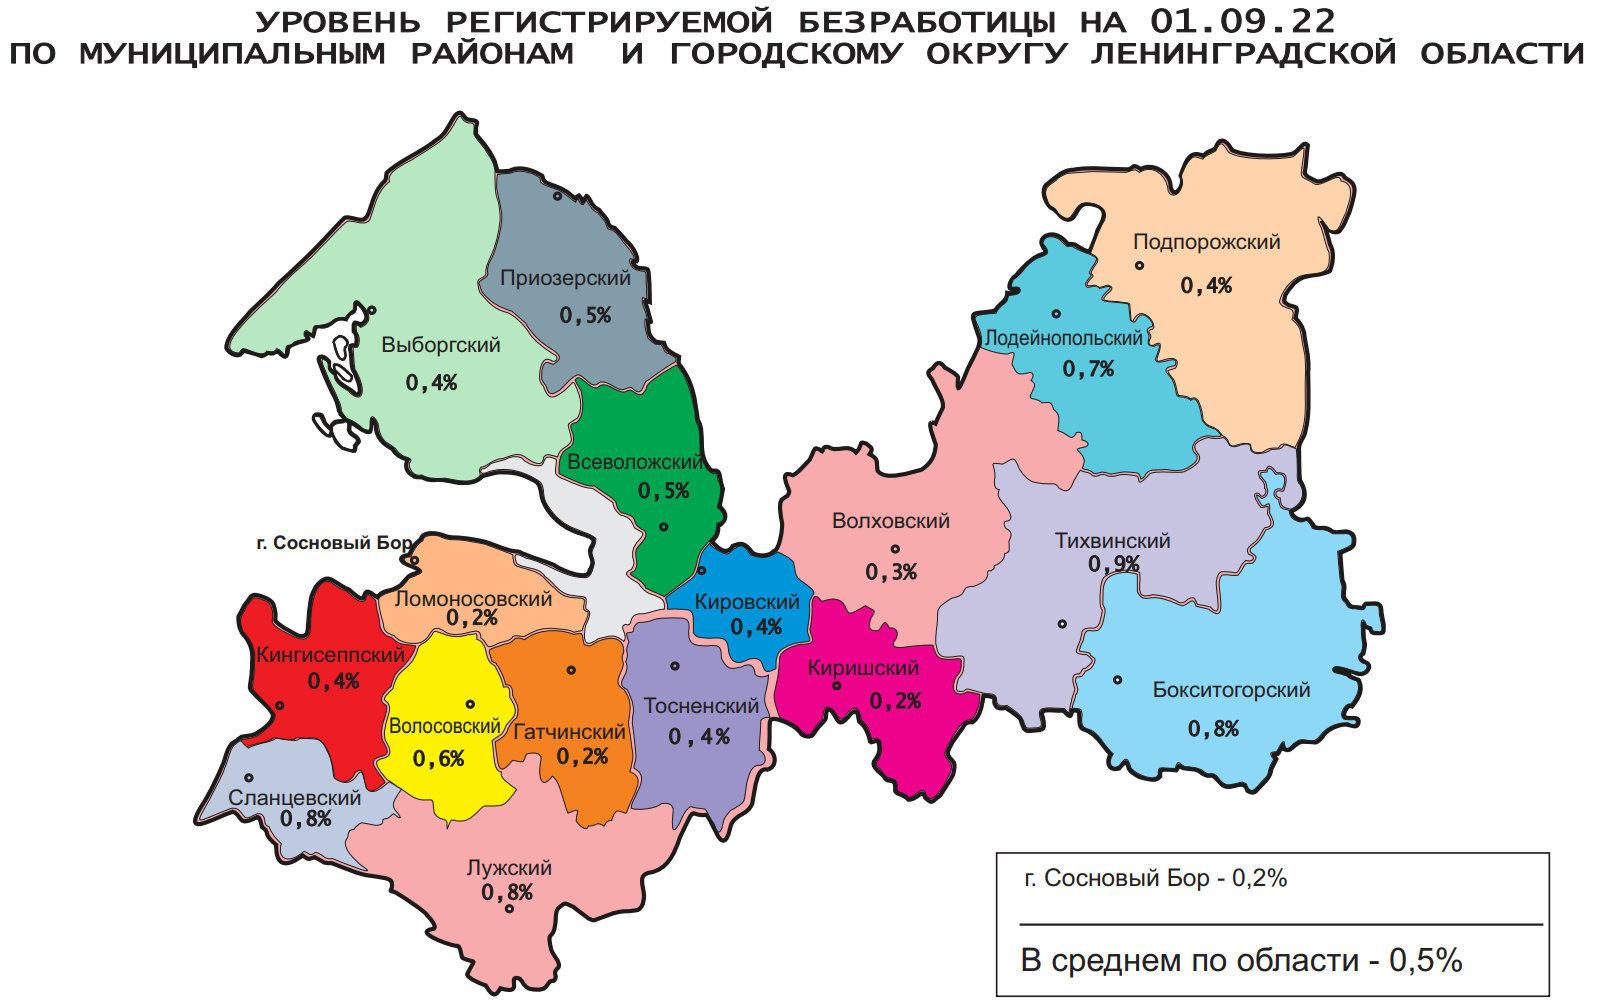 УРОВЕНЬ РЕГИСТРИРУЕМОЙ БЕЗРАБОТИЦЫ НА 01.09.22
ПО МУНИЦИПАЛЬНЫМ РАЙОНАМ И ГОРОДСКОМУ ОКРУГУ ЛЕНИНГРАДСКОЙ ОБЛАСТИ
Подпорожский
0,4%
Приозерский
0,5%
Лодейнопольский
0,7%
Выборгский
0,4%
Всеволожский
0,5%
Волховский
0,3%
Тихвинский
0,9%
г. Сосновый Бор
Ломоносовский
0,2%
Кировский
0,4%
Кингисеппский
0,4%
Киришский
0,2%
Бокситогорский
0,8%
Волосовский
0,6%
Гатчинский
0,2%
Тосненский
0,4%
Сланцевский
0,8%
Лужский
0,8%
г. Сосновый Бор - 0,2%
В среднем по области - 0,5%